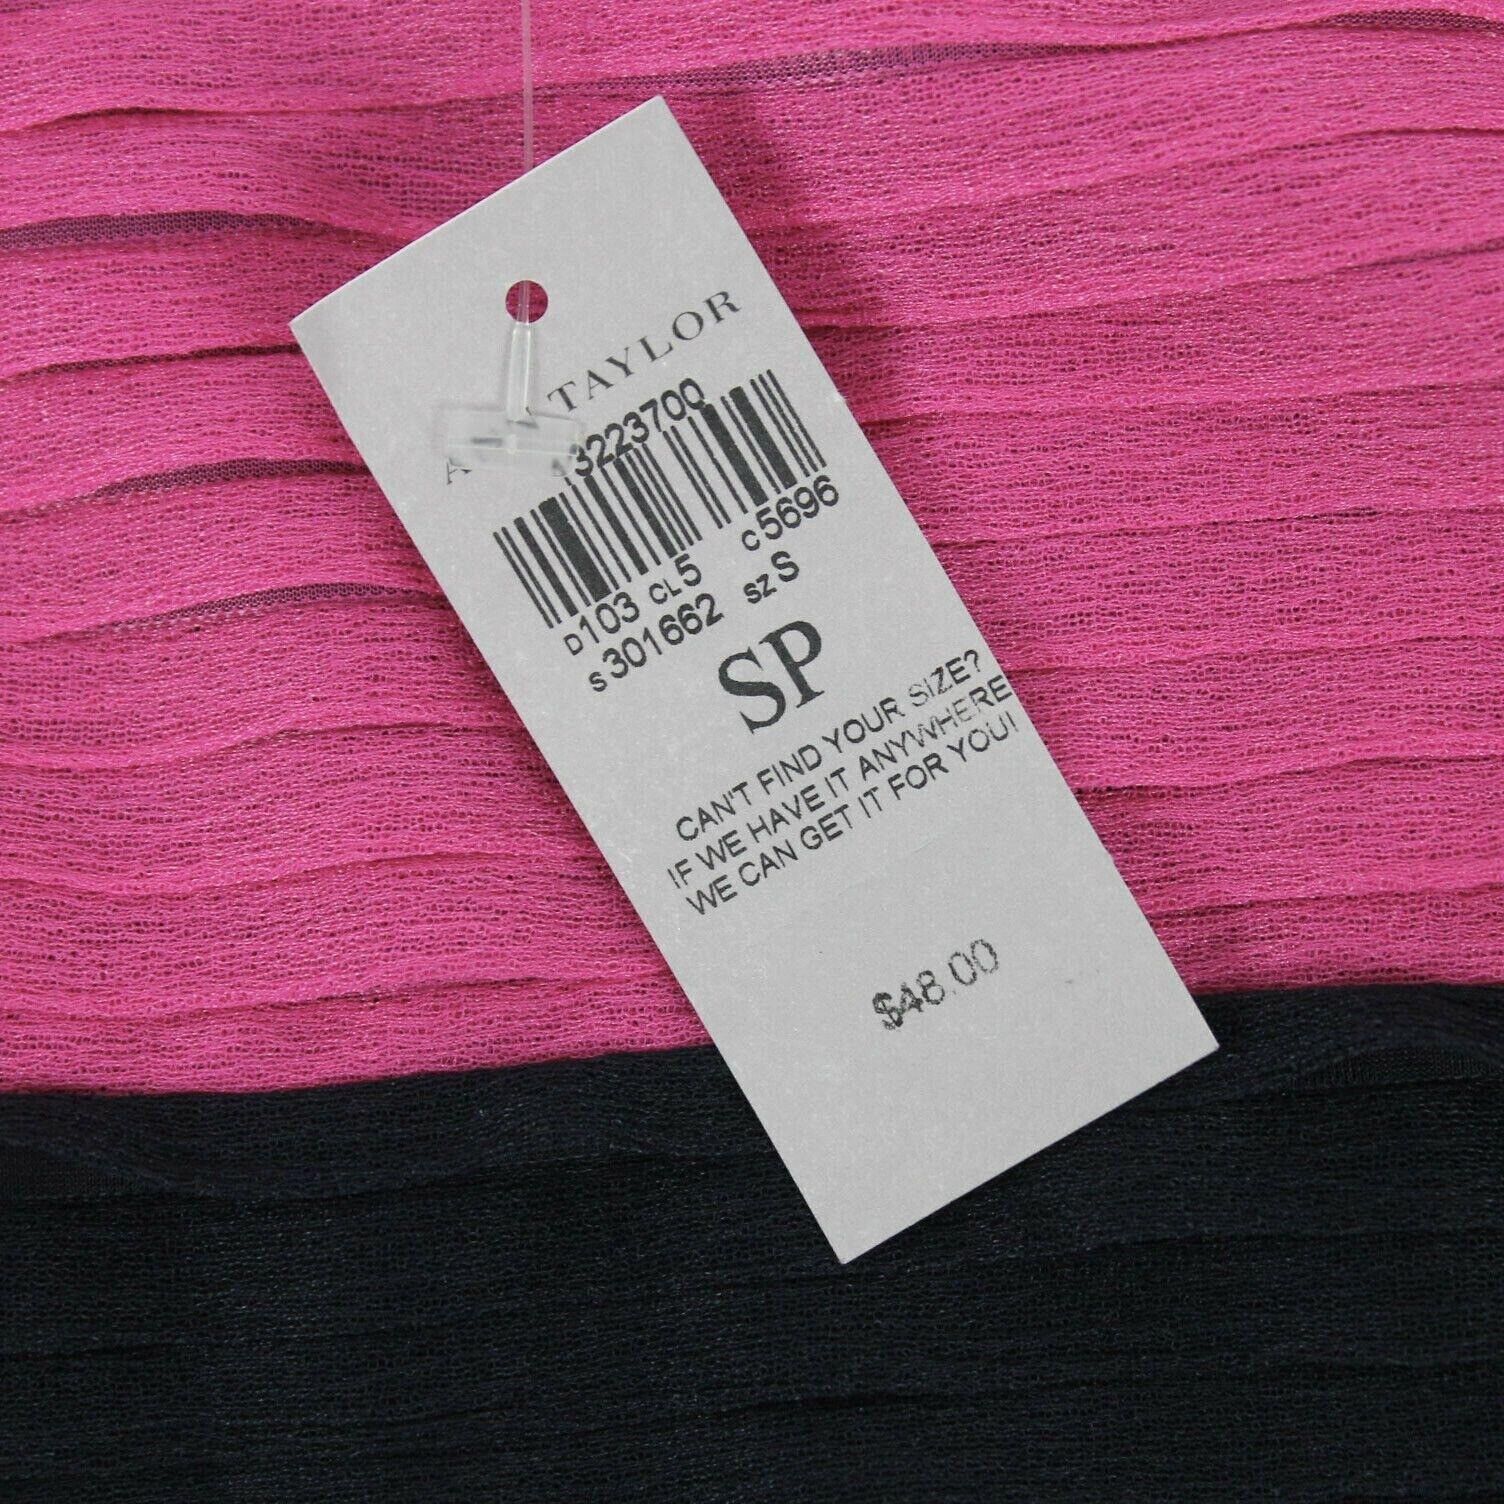 TAYLOR
3223700
D103 CL5 C5696
S301662 SZ S
SP
CAN'T FIND YOUR SIZE?
IF WE HAVE IT ANYWHERE
WE CAN GET IT FOR YOU!
$48.00